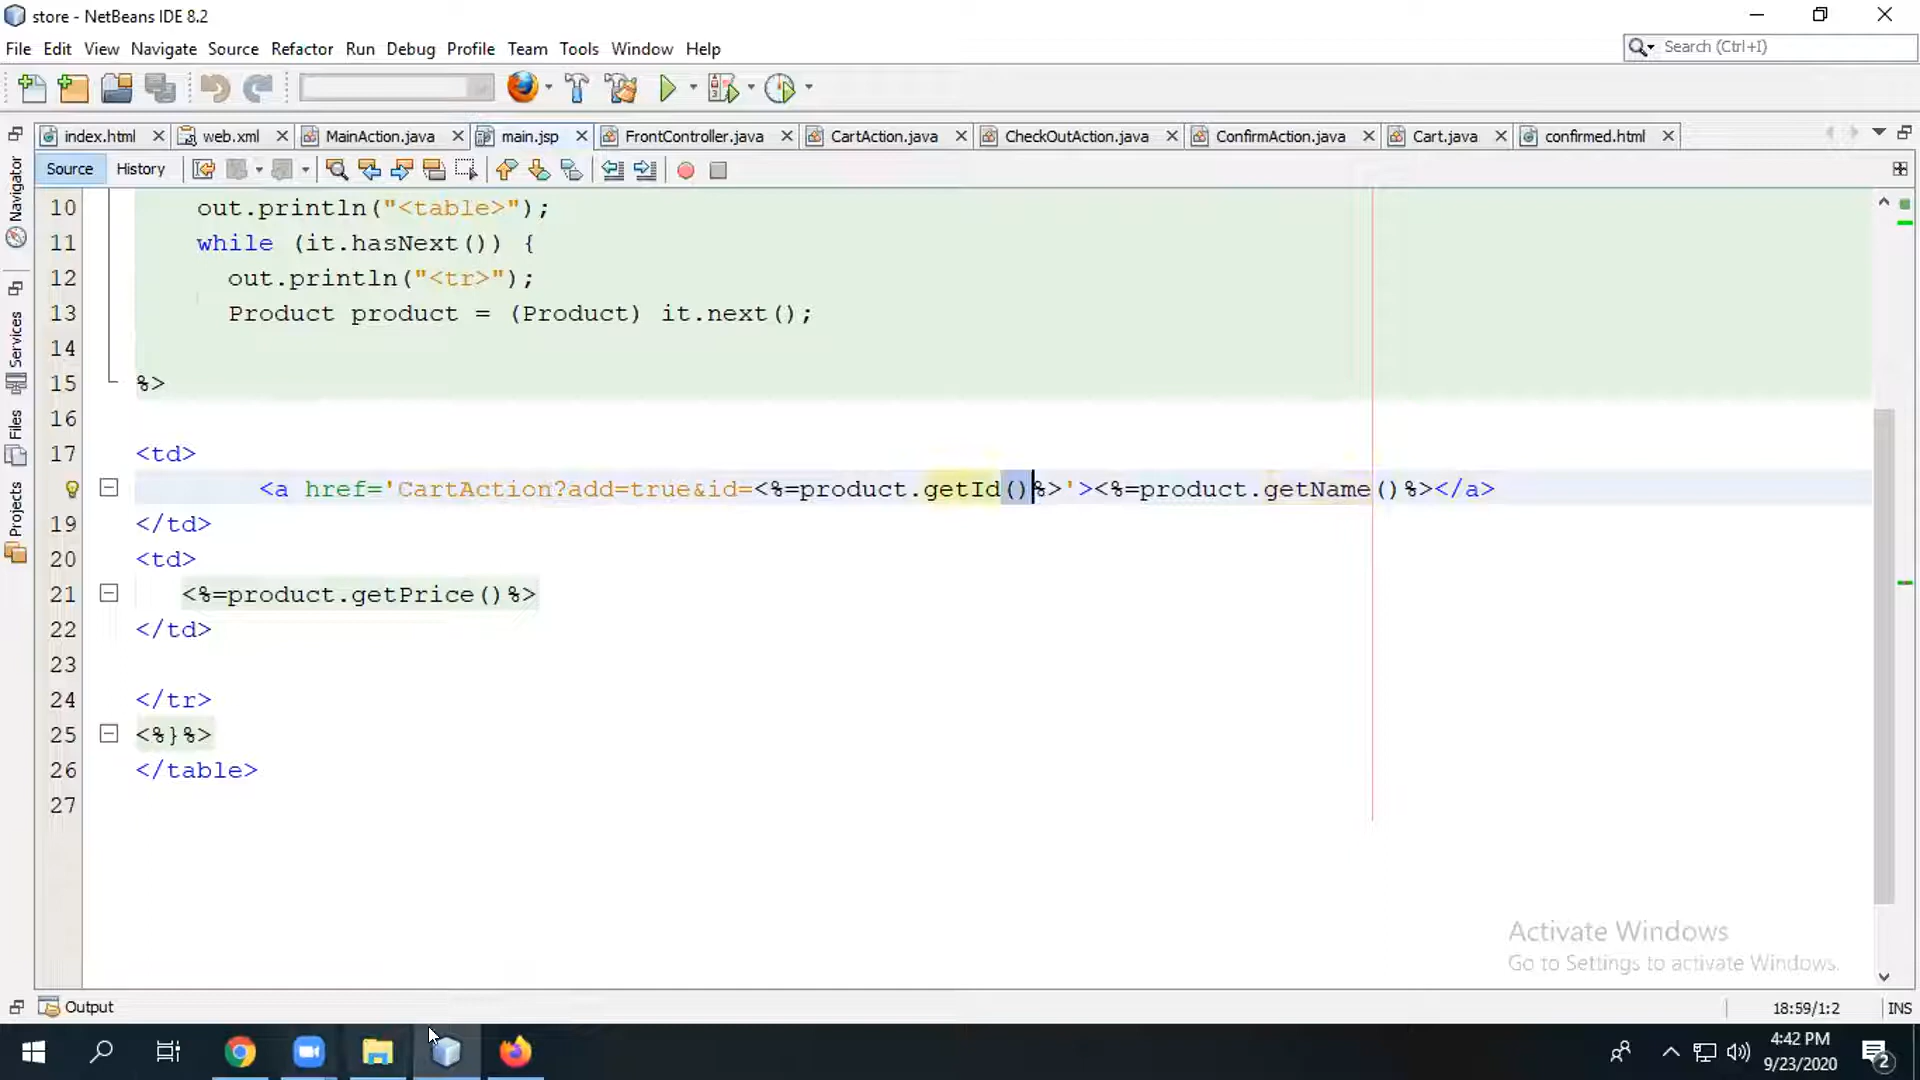 store - NetBeans IDE 8.2
File Edit View Navigate Source Refactor Run Debug Profile Team Tools Window Help
Search (Ctrl+I)
index.html web.xml MainAction.java main.jsp FrontController.java CartAction.java CheckOutAction.java ConfirmAction.java Cart.java confirmed.html
Source History
Navigator
Services
Files
Projects
10 out.println("<table>");
11 while (it.hasNext()) {
12 out.println("<tr>");
13 Product product = (Product) it.next();
14
15 %>
16
17 <td>
<a href='CartAction?add=true&id=<%=product.getId()%>'><%=product.getName()%></a>
19 </td>
20 <td>
21 <%=product.getPrice()%>
22 </td>
23
24 </tr>
25 <%}%>
26 </table>
27
Activate Windows
Go to Settings to activate Windows.
Output
18:59/1:2 INS
4:42 PM
9/23/2020
2